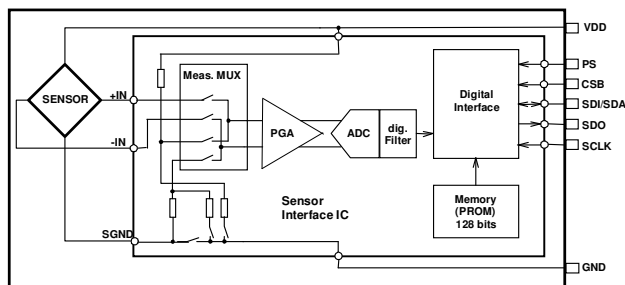 VDD
Meas. MUX
PS
SENSOR
+IN
Digital
Interface
CSB
SDI/SDA
PGA
ADC
dig.
Filter
SDO
-IN
SCLK
Sensor
Interface IC
Memory
(PROM)
128 bits
SGND
GND